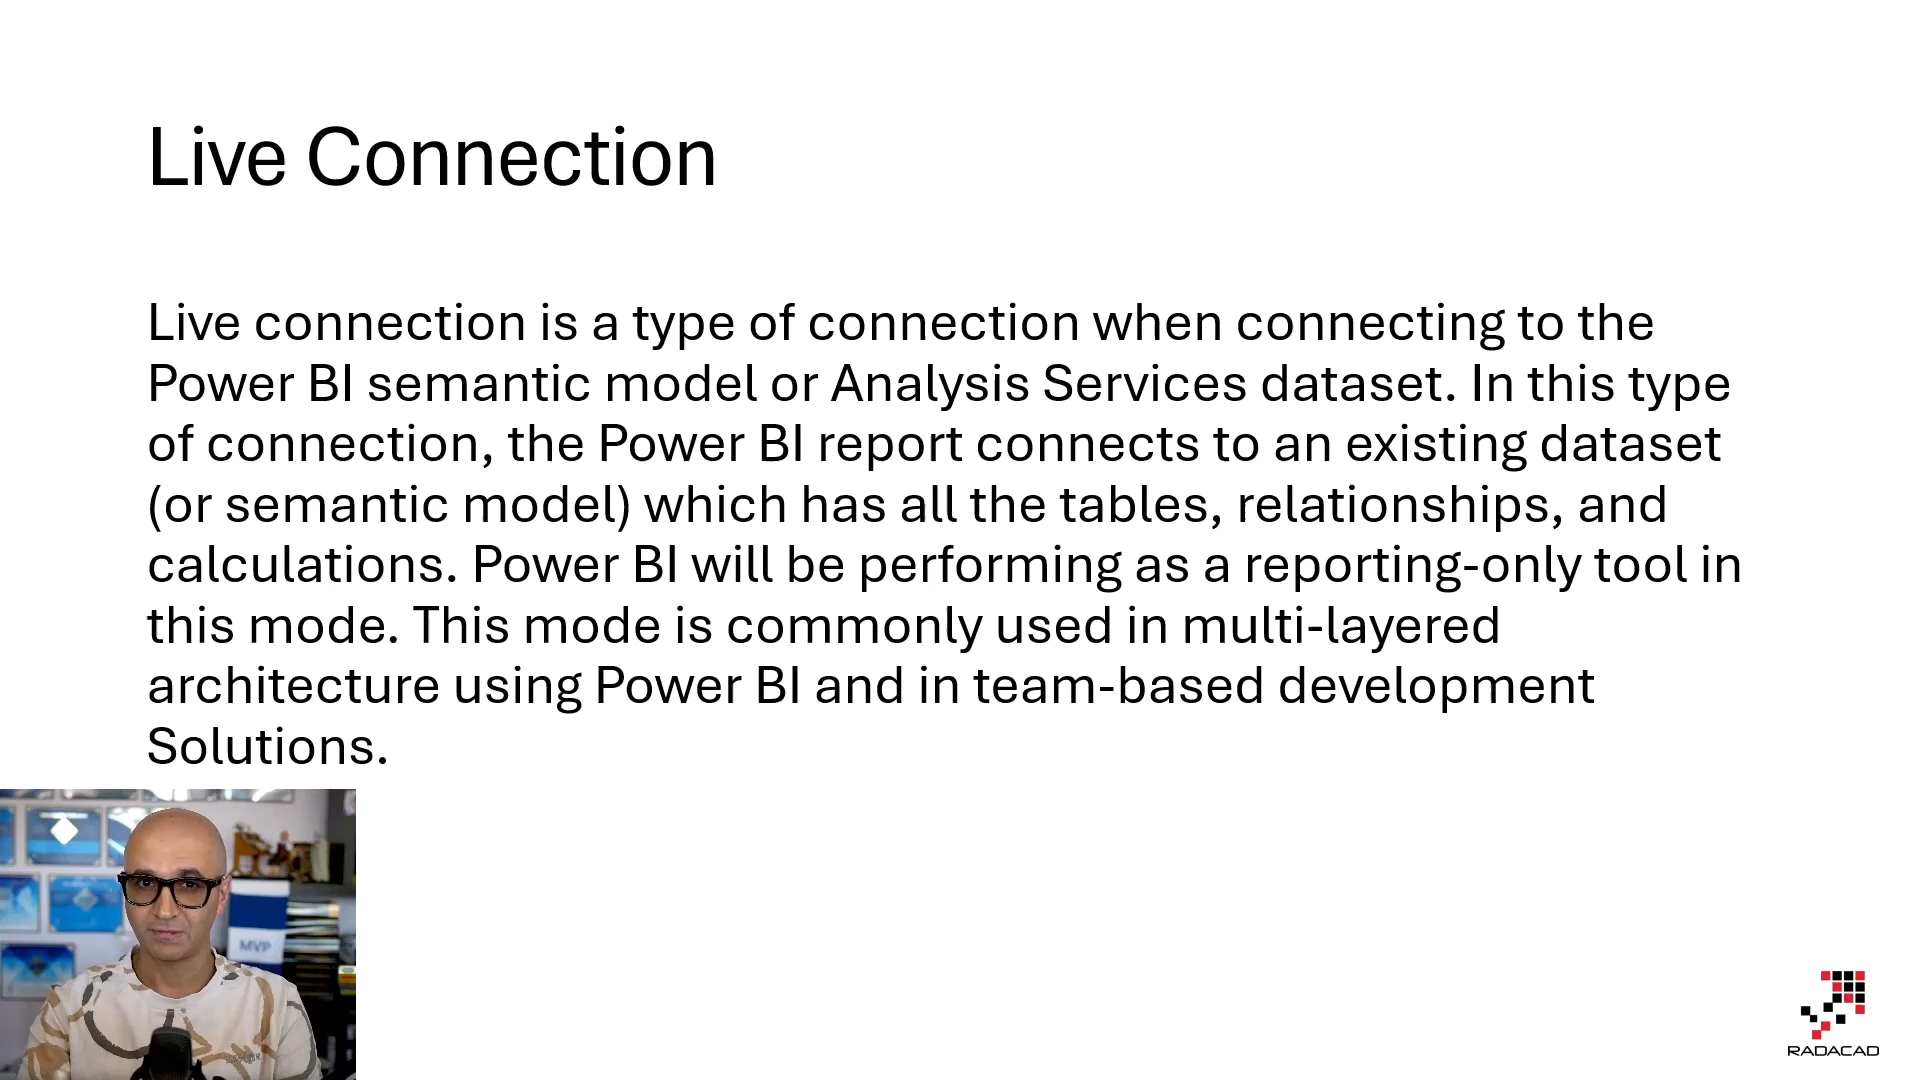 Live Connection
Live connection is a type of connection when connecting to the
Power BI semantic model or Analysis Services dataset. In this type
of connection, the Power BI report connects to an existing dataset
(or semantic model) which has all the tables, relationships, and
calculations. Power BI will be performing as a reporting-only tool in
this mode. This mode is commonly used in multi-layered
architecture using Power BI and in team-based development
Solutions.
MVP
RADACAD